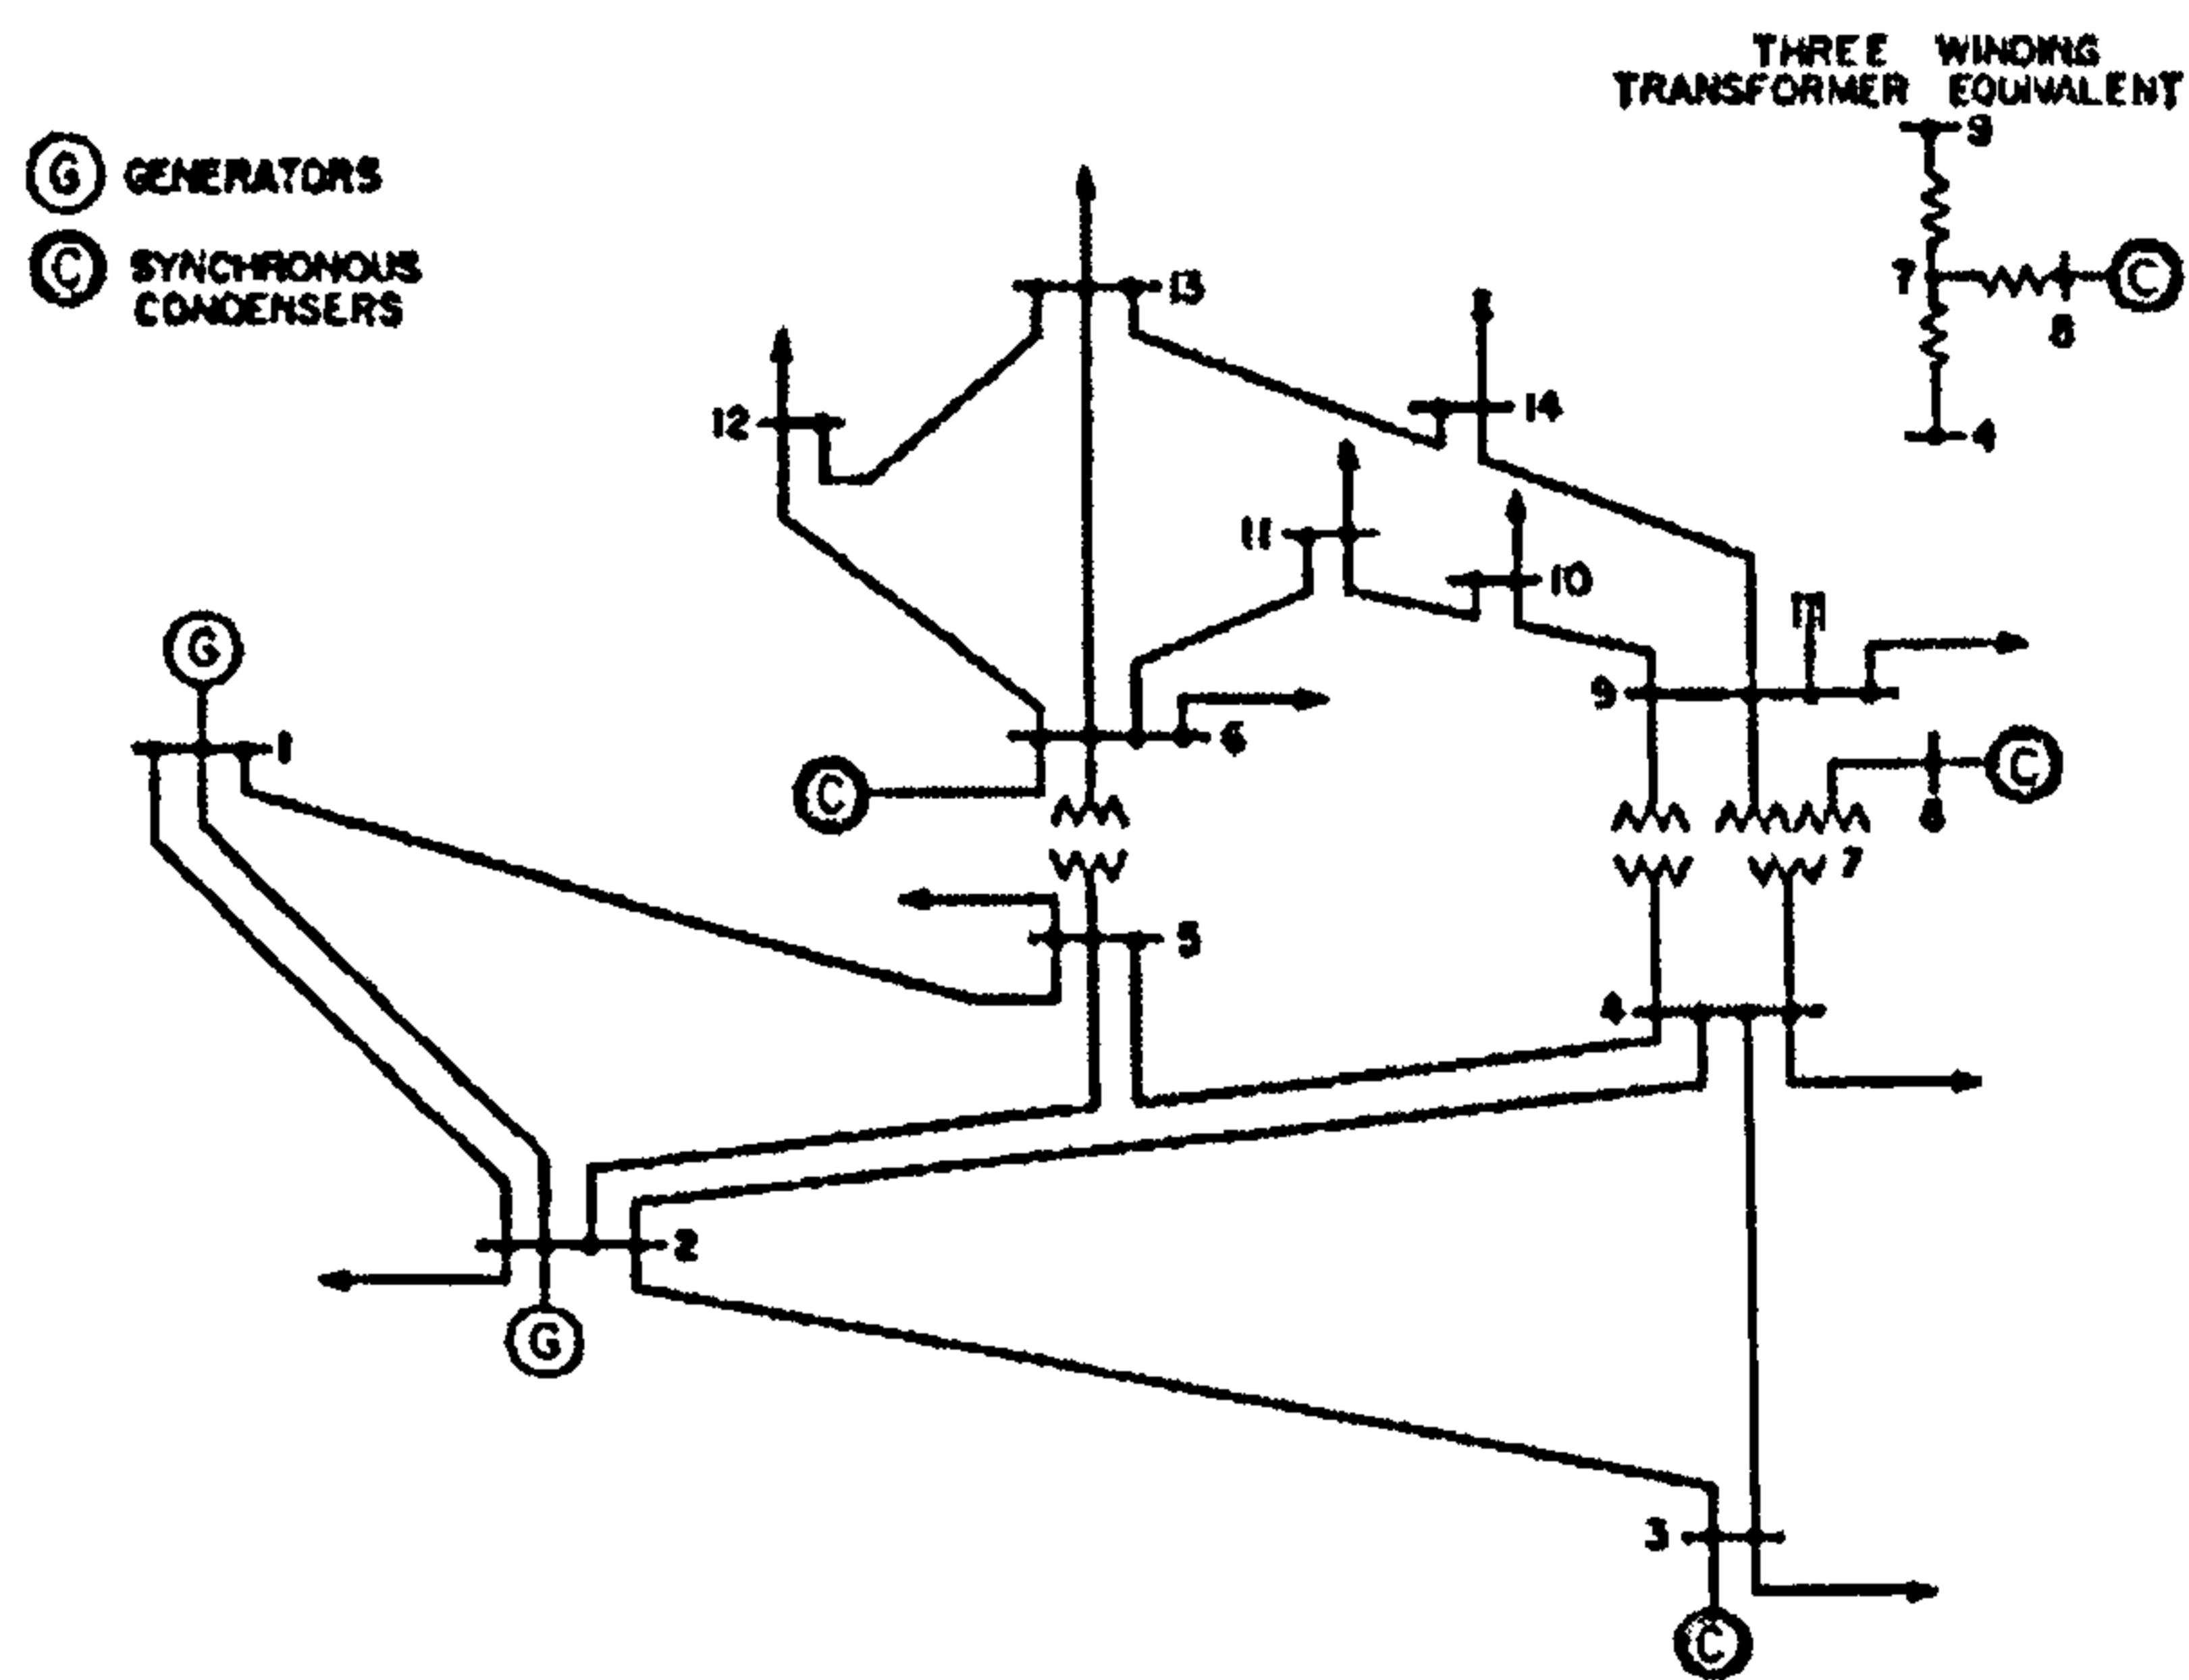 THREE WINDING
TRANSFORMER EQUIVALENT
9
7
C
8
4
G GENERATORS
C SYNCHRONOUS
CONDENSERS
13
12
14
11
10
G
1
9
6
C
C
8
7
5
4
2
G
3
C